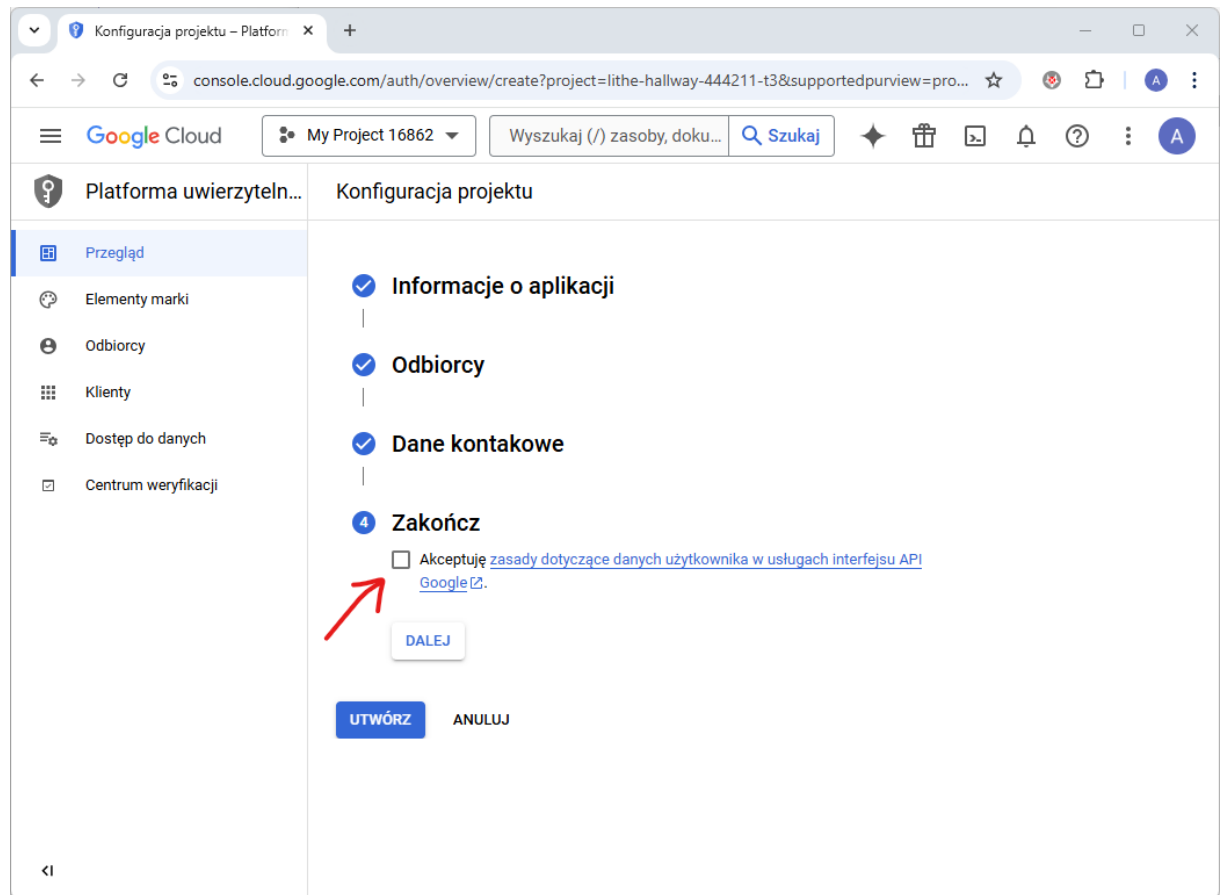 Konfiguracja projektu – Platform
console.cloud.google.com/auth/overview/create?project=lithe-hallway-444211-t3&supportedpurview=pro...
A
Google Cloud
My Project 16862
Wyszukaj (/) zasoby, doku...
Szukaj
A
Platforma uwierzyteln...
Konfiguracja projektu
Przegląd
Elementy marki
Odbiorcy
Klienty
Dostęp do danych
Centrum weryfikacji
Informacje o aplikacji
Odbiorcy
Dane kontakowe
4 Zakończ
Akceptuję zasady dotyczące danych użytkownika w usługach interfejsu API
Google.
DALEJ
UTWÓRZ ANULUJ